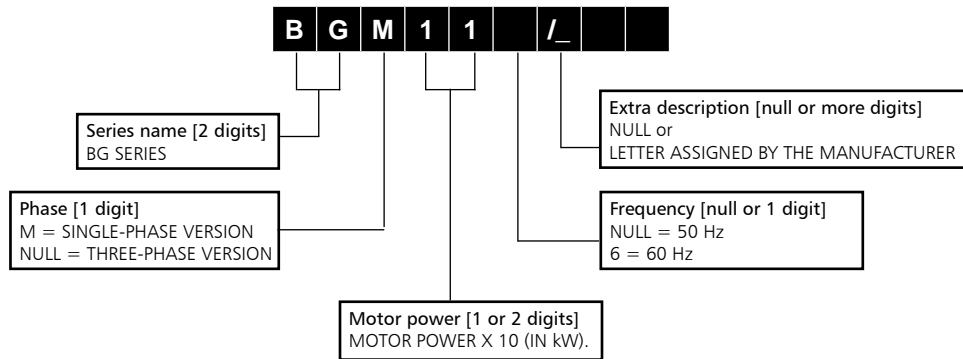 B G M 1 1 /_
Series name [2 digits]
BG SERIES
Extra description [null or more digits]
NULL or
LETTER ASSIGNED BY THE MANUFACTURER
Phase [1 digit]
M = SINGLE-PHASE VERSION
NULL = THREE-PHASE VERSION
Frequency [null or 1 digit]
NULL = 50 Hz
6 = 60 Hz
Motor power [1 or 2 digits]
MOTOR POWER X 10 (IN kW).